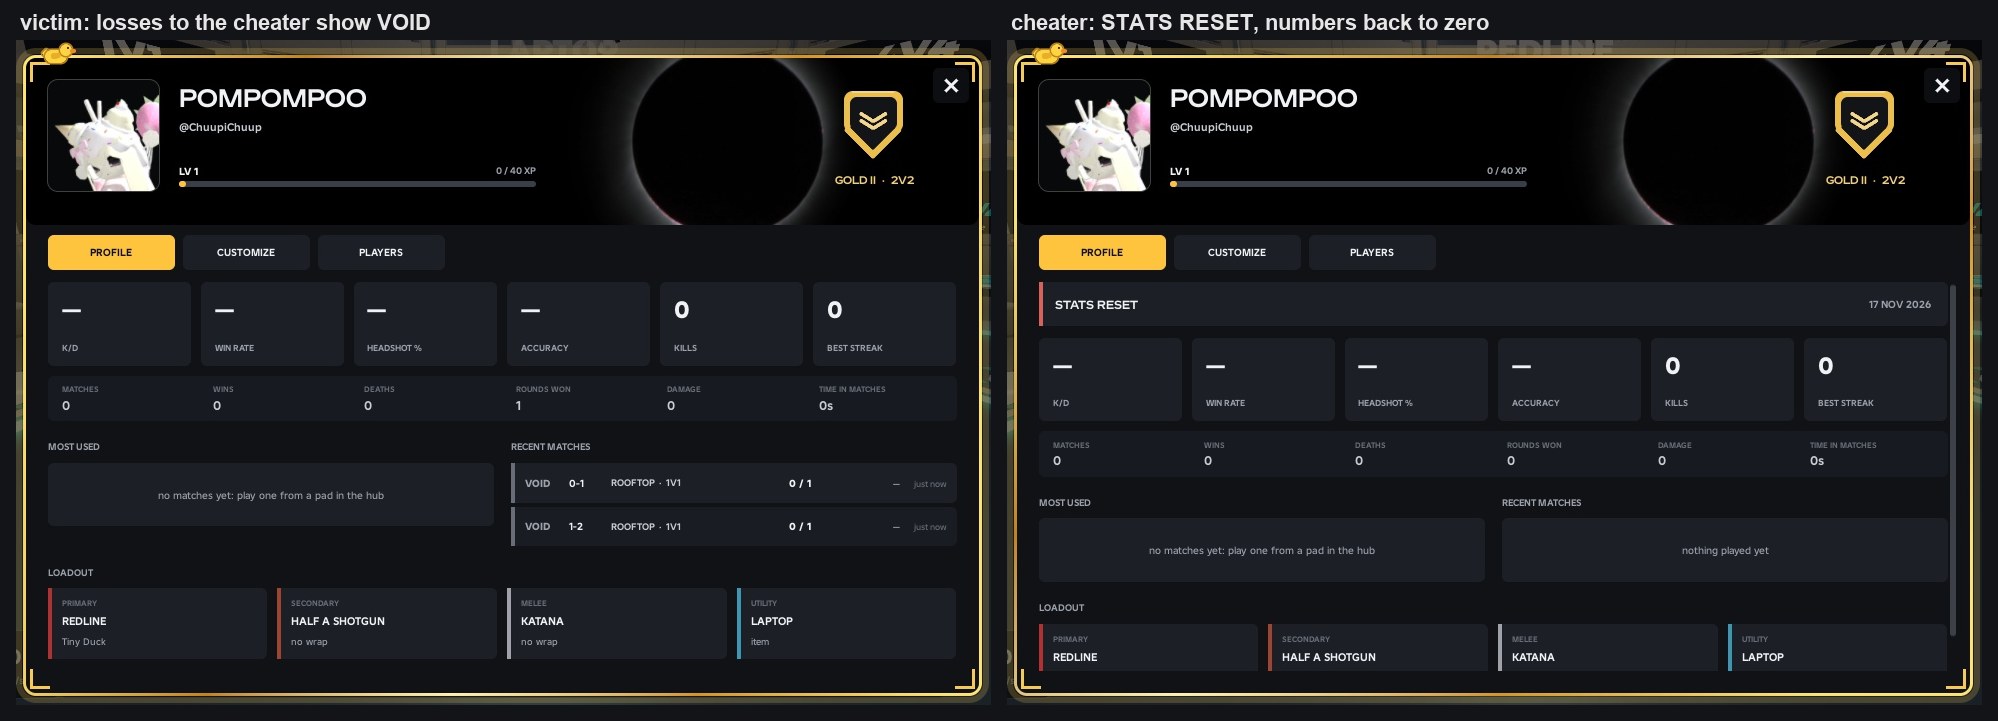 victim: losses to the cheater show VOID
POMPOMPOO
@ChuupiChuup
LV 1 0 / 40 XP
GOLD II · 2V2
PROFILE CUSTOMIZE PLAYERS
— — — — 0 0
K/D WIN RATE HEADSHOT % ACCURACY KILLS BEST STREAK
MATCHES WINS DEATHS ROUNDS WON DAMAGE TIME IN MATCHES
0 0 0 1 0 0s
MOST USED
no matches yet: play one from a pad in the hub
RECENT MATCHES
VOID 0-1 ROOFTOP · 1V1 0 / 1 — just now
VOID 1-2 ROOFTOP · 1V1 0 / 1 — just now
LOADOUT
PRIMARY SECONDARY MELEE UTILITY
REDLINE HALF A SHOTGUN KATANA LAPTOP
Tiny Duck no wrap no wrap item
cheater: STATS RESET, numbers back to zero
REDLINE
POMPOMPOO
@ChuupiChuup
LV 1 0 / 40 XP
GOLD II · 2V2
PROFILE CUSTOMIZE PLAYERS
STATS RESET 17 NOV 2026
— — — — 0 0
K/D WIN RATE HEADSHOT % ACCURACY KILLS BEST STREAK
MATCHES WINS DEATHS ROUNDS WON DAMAGE TIME IN MATCHES
0 0 0 0 0 0s
MOST USED
no matches yet: play one from a pad in the hub
RECENT MATCHES
nothing played yet
LOADOUT
PRIMARY SECONDARY MELEE UTILITY
REDLINE HALF A SHOTGUN KATANA LAPTOP